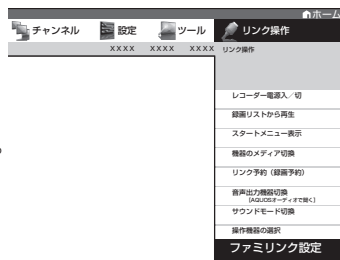 ホーム
チャンネル 設定 ツール リンク操作
XXXX XXXX XXXX リンク操作
レコーダー電源入／切
録画リストから再生
スタートメニュー表示
機器のメディア切換
リンク予約（録画予約）
音声出力機器切換
［AQUOSオーディオで聞く］
サウンドモード切換
操作機器の選択
ファミリンク設定